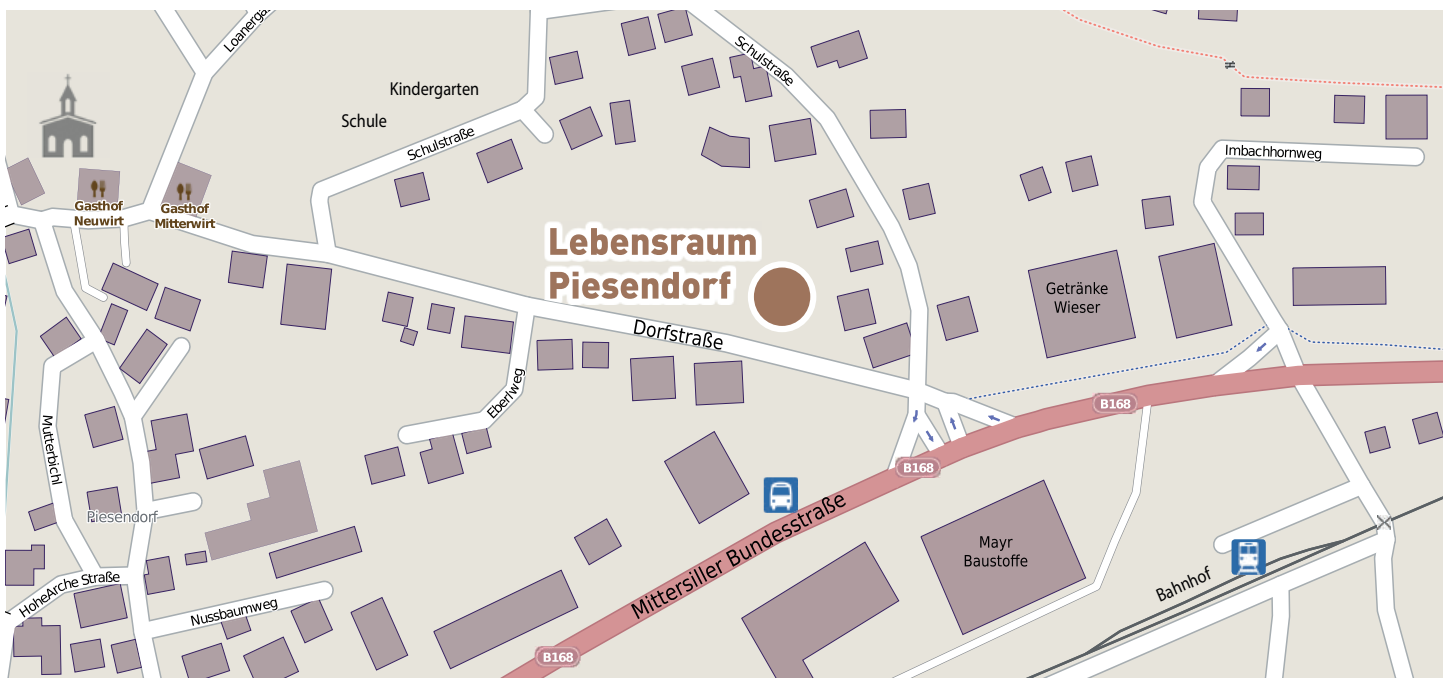 Loanerga
Schulstraße
Kindergarten
Schule
Schulstraße
Imbachhornweg
Gasthof
Neuwirt
Gasthof
Mitterwirt
Lebensraum
Piesendorf
Getränke
Wieser
Dorfstraße
Eberlweg
B168
Mutterbichl
B168
Piesendorf
Mittersiller Bundesstraße
Mayr
Baustoffe
Bahnhof
HoheArche Straße
Nussbaumweg
B168